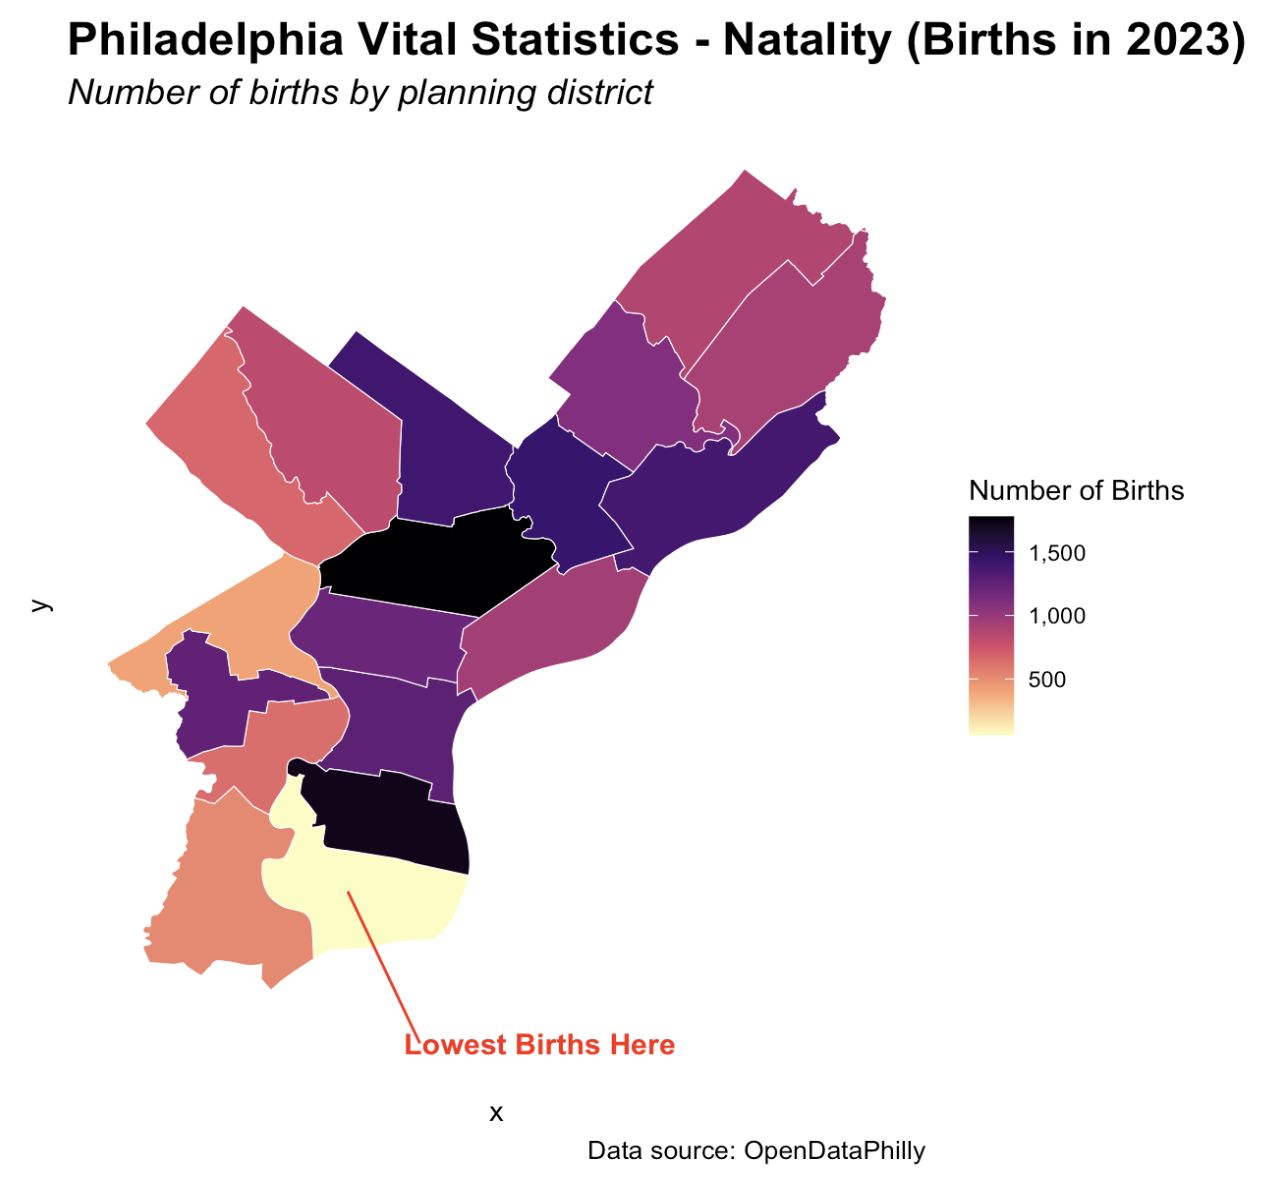 Philadelphia Vital Statistics - Natality (Births in 2023)
Number of births by planning district
Number of Births
1,500
1,000
500
y
Lowest Births Here
x
Data source: OpenDataPhilly